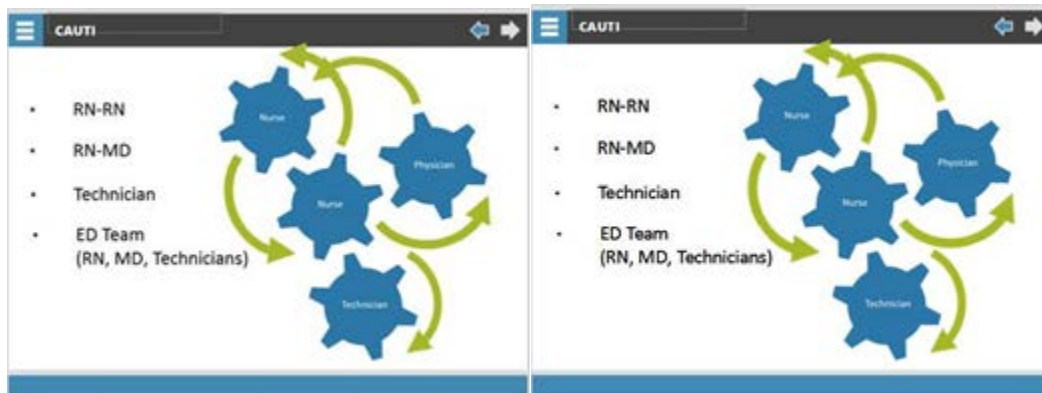 CAUTI
• RN-RN
• RN-MD
• Technician
• ED Team
(RN, MD, Technicians)
Nurse
Physician
Nurse
Technician
CAUTI
• RN-RN
• RN-MD
• Technician
• ED Team
(RN, MD, Technicians)
Nurse
Physician
Nurse
Technician